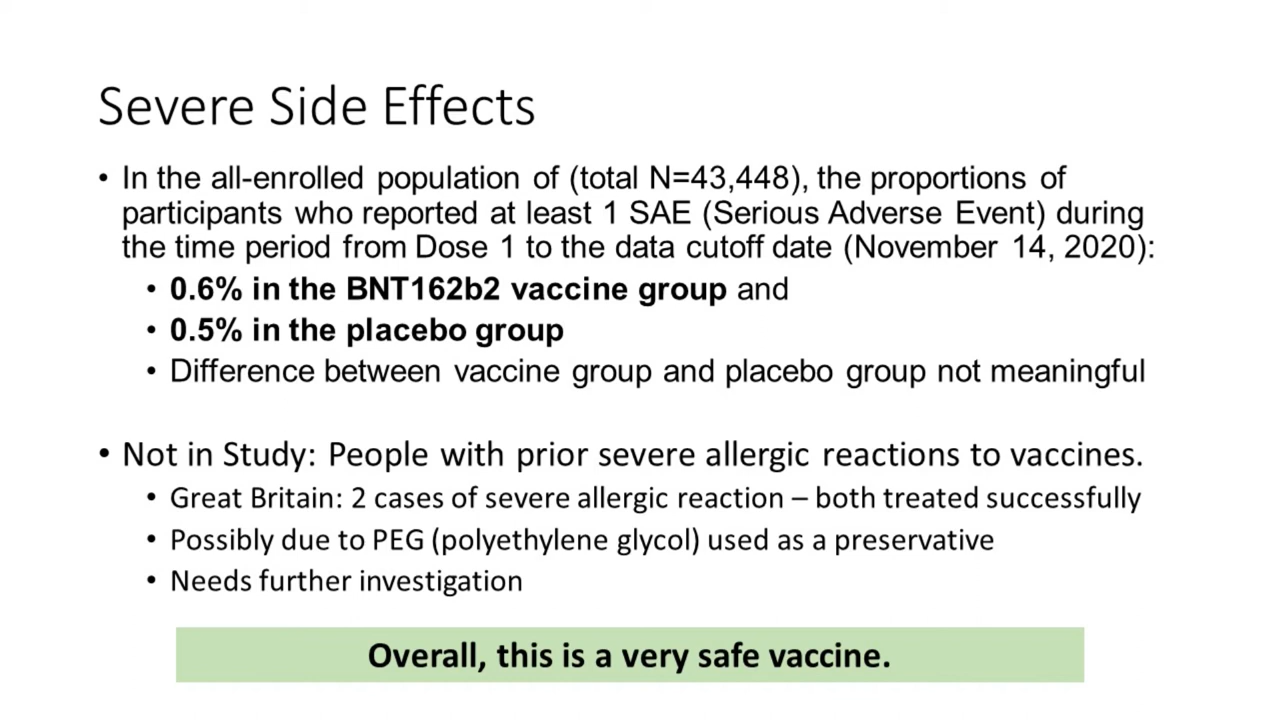 Severe Side Effects
• In the all-enrolled population of (total N=43,448), the proportions of
participants who reported at least 1 SAE (Serious Adverse Event) during
the time period from Dose 1 to the data cutoff date (November 14, 2020):
• 0.6% in the BNT162b2 vaccine group and
• 0.5% in the placebo group
• Difference between vaccine group and placebo group not meaningful
• Not in Study: People with prior severe allergic reactions to vaccines.
• Great Britain: 2 cases of severe allergic reaction – both treated successfully
• Possibly due to PEG (polyethylene glycol) used as a preservative
• Needs further investigation
Overall, this is a very safe vaccine.